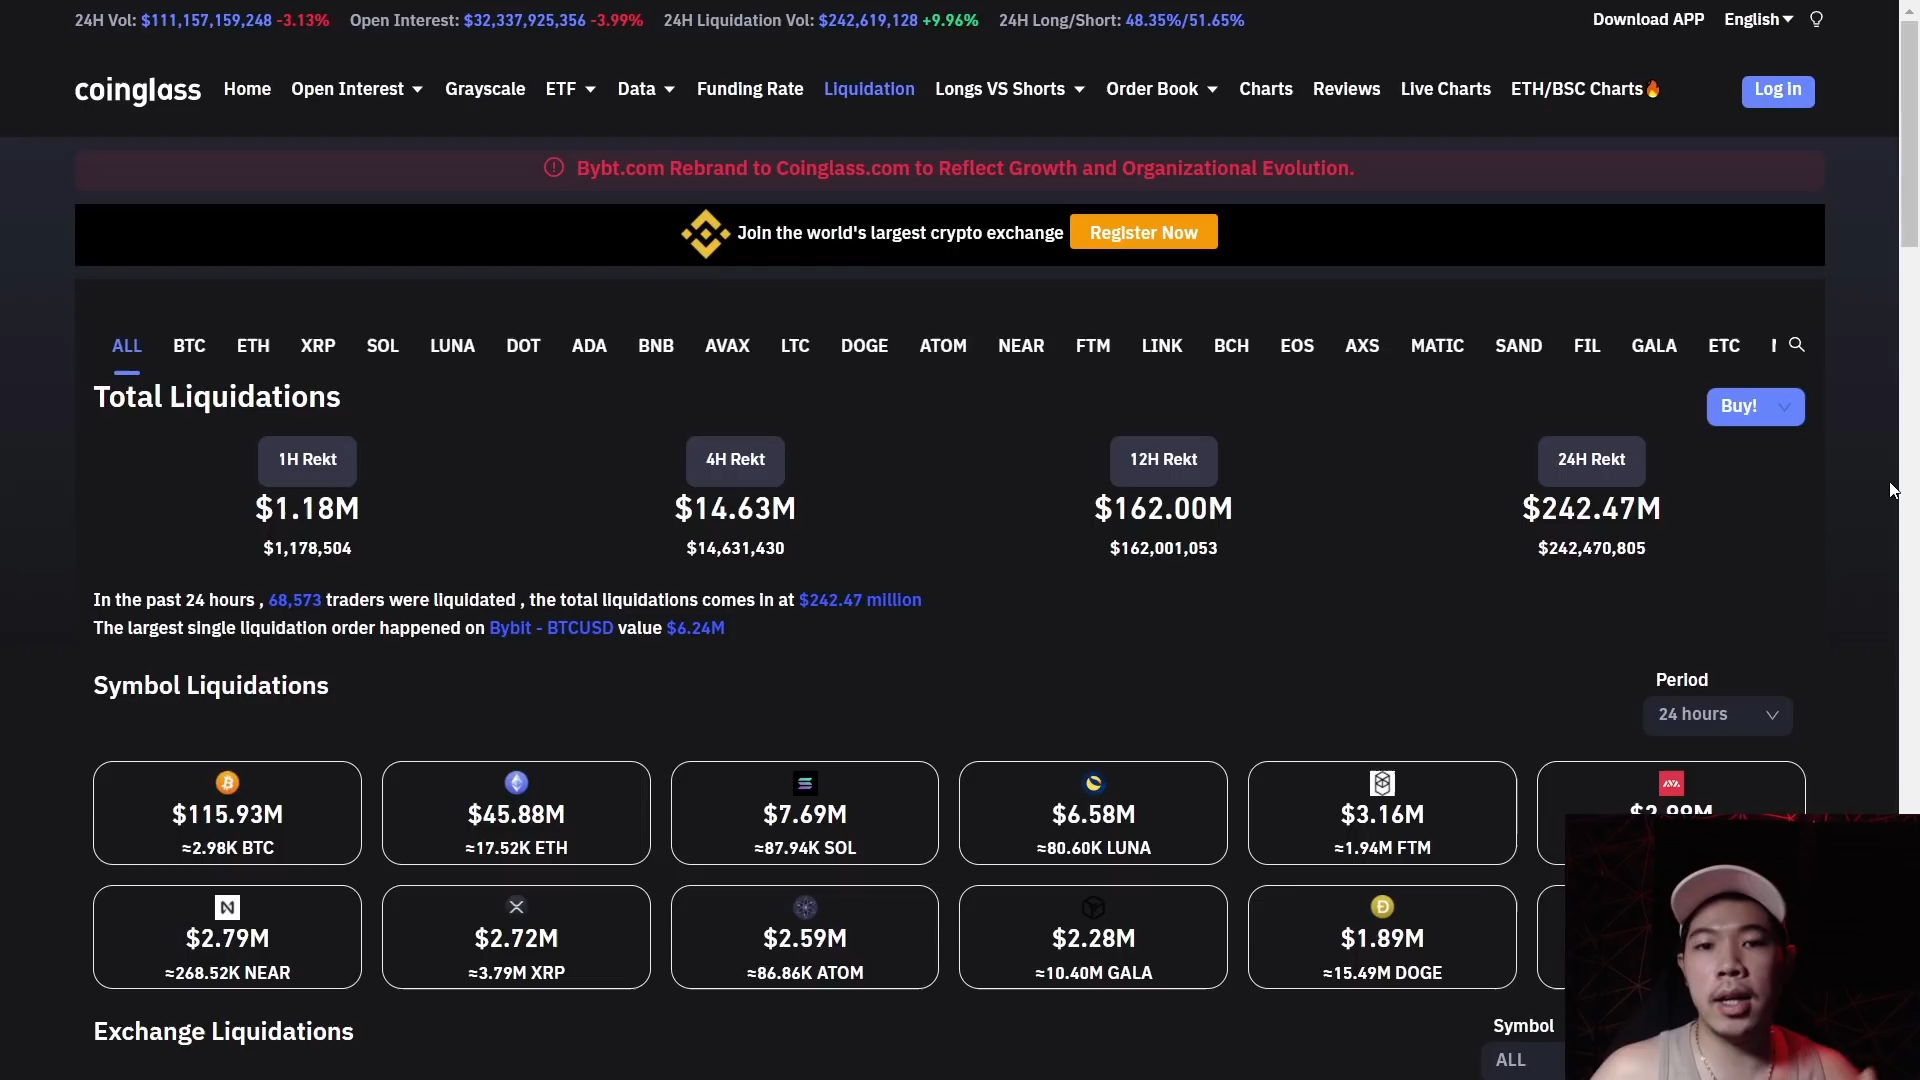 24H Vol: $111,157,159,248 -3.13% Open Interest: $32,337,925,356 -3.99% 24H Liquidation Vol: $242,619,128 +9.96% 24H Long/Short: 48.35%/51.65% Download APP English
coinglass Home Open Interest Grayscale ETF Data Funding Rate Liquidation Longs VS Shorts Order Book Charts Reviews Live Charts ETH/BSC Charts🔥 Log In
Bybt.com Rebrand to Coinglass.com to Reflect Growth and Organizational Evolution.
Join the world's largest crypto exchange Register Now
ALL BTC ETH XRP SOL LUNA DOT ADA BNB AVAX LTC DOGE ATOM NEAR FTM LINK BCH EOS AXS MATIC SAND FIL GALA ETC
Total Liquidations Buy!
1H Rekt 4H Rekt 12H Rekt 24H Rekt
$1.18M $14.63M $162.00M $242.47M
$1,178,504 $14,631,430 $162,001,053 $242,470,805
In the past 24 hours , 68,573 traders were liquidated , the total liquidations comes in at $242.47 million
The largest single liquidation order happened on Bybit - BTCUSD value $6.24M
Symbol Liquidations Period
24 hours
$115.93M $45.88M $7.69M $6.58M $3.16M $2.99M
≈2.98K BTC ≈17.52K ETH ≈87.94K SOL ≈80.60K LUNA ≈1.94M FTM
$2.79M $2.72M $2.59M $2.28M $1.89M
≈268.52K NEAR ≈3.79M XRP ≈86.86K ATOM ≈10.40M GALA ≈15.49M DOGE
Exchange Liquidations Symbol
ALL